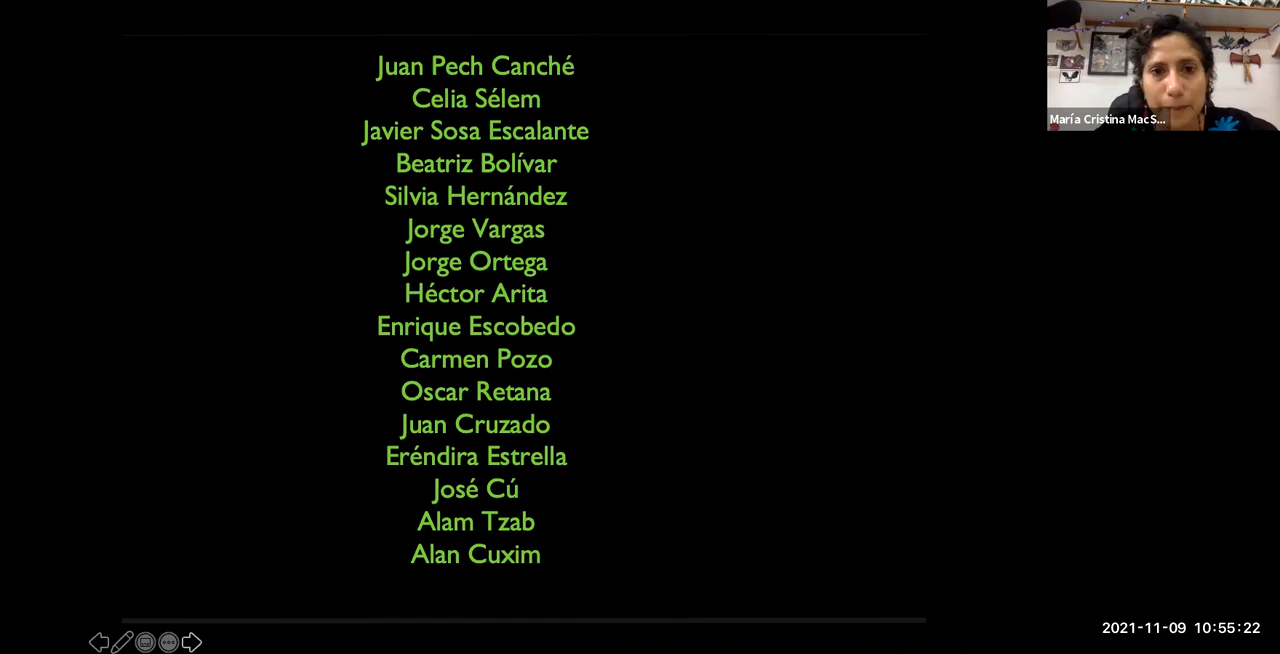 Juan Pech Canché
Celia Sélem
Javier Sosa Escalante
Beatriz Bolívar
Silvia Hernández
Jorge Vargas
Jorge Ortega
Héctor Arita
Enrique Escobedo
Carmen Pozo
Oscar Retana
Juan Cruzado
Eréndira Estrella
José Cú
Alam Tzab
Alan Cuxim
María Cristina MacS...
2021-11-09 10:55:22